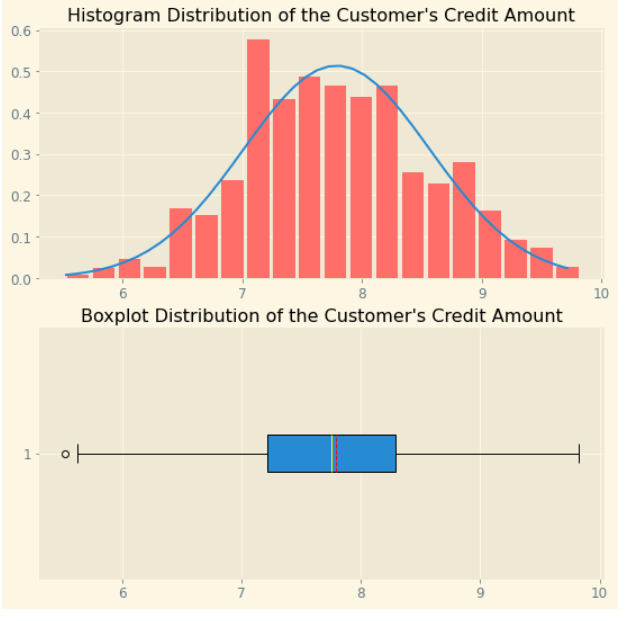 Histogram Distribution of the Customer's Credit Amount
0.6
0.5
0.4
0.3
0.2
0.1
0.0
6 7 8 9 10
Boxplot Distribution of the Customer's Credit Amount
1
6 7 8 9 10